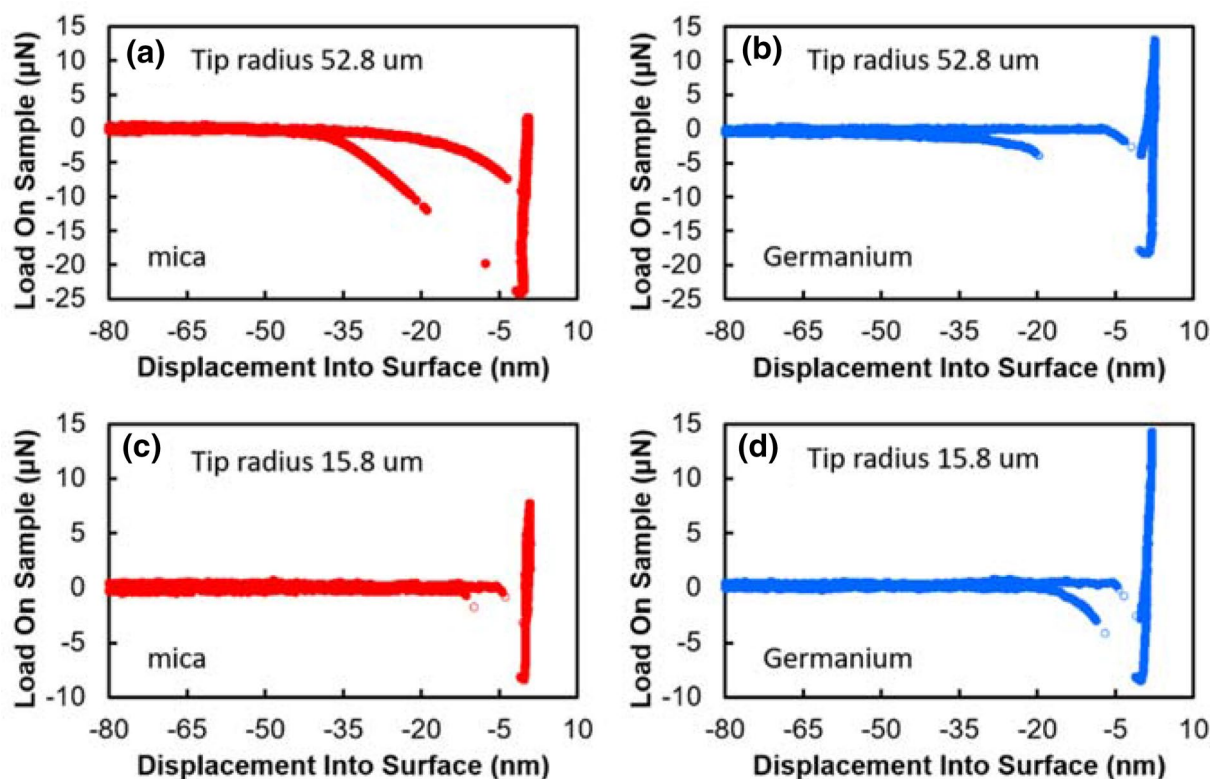 (a) Tip radius 52.8 um
mica
15
10
5
0
-5
-10
-15
-20
-25
Load On Sample (μN)
-80 -65 -50 -35 -20 -5 10
Displacement Into Surface (nm)
(b) Tip radius 52.8 um
Germanium
15
10
5
0
-5
-10
-15
-20
-25
Load On Sample (μN)
-80 -65 -50 -35 -20 -5 10
Displacement Into Surface (nm)
(c) Tip radius 15.8 um
mica
15
10
5
0
-5
-10
Load On Sample (μN)
-80 -65 -50 -35 -20 -5 10
Displacement Into Surface (nm)
(d) Tip radius 15.8 um
Germanium
15
10
5
0
-5
-10
Load On Sample (μN)
-80 -65 -50 -35 -20 -5 10
Displacement Into Surface (nm)